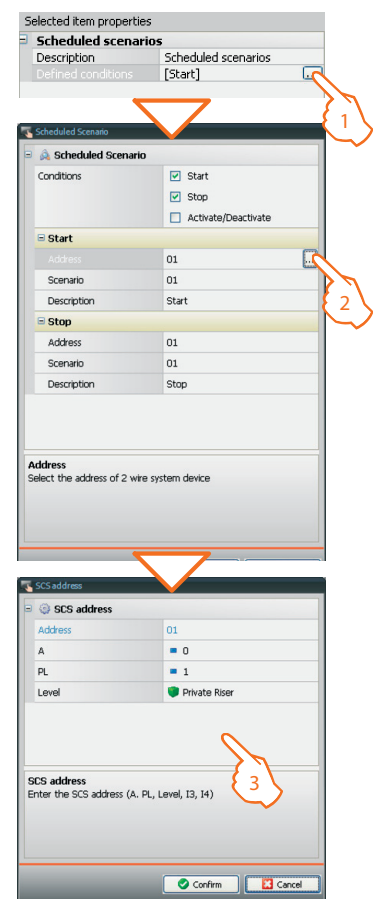 Selected item properties
Scheduled scenarios
Description Scheduled scenarios
Defined conditions [Start] ...
1
Scheduled Scenario
Scheduled Scenario
Conditions Start
Stop
Activate/Deactivate
Start
Address 01 ...
Scenario 01
2
Description Start
Stop
Address 01
Scenario 01
Description Stop
Address
Select the address of 2 wire system device
SCS address
SCS address
Address 01
A 0
PL 1
Level Private Riser
3
SCS address
Enter the SCS address (A. PL, Level, I3, I4)
Confirm Cancel